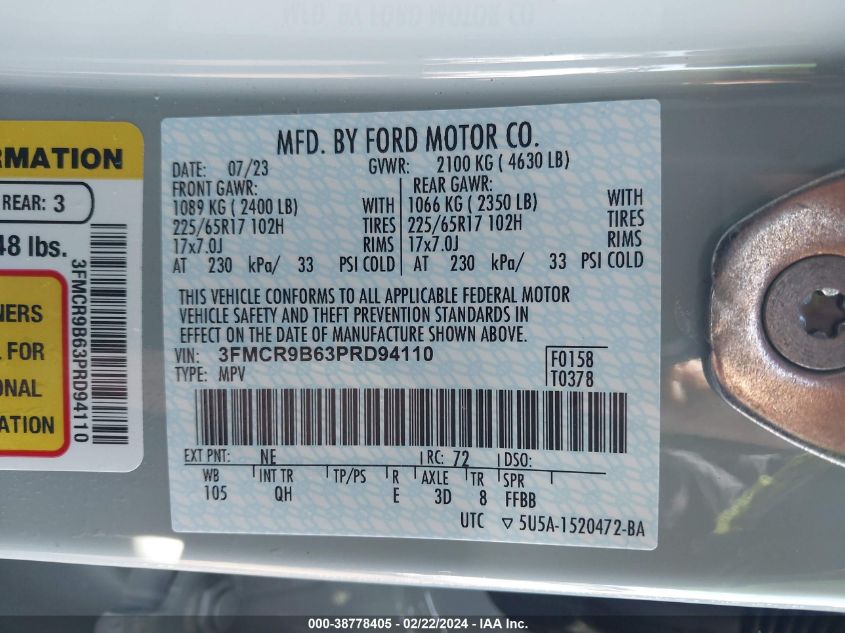 MFD. BY FORD MOTOR CO.
RMATION
REAR: 3
48 lbs.
NERS
L FOR
ONAL
ATION
3FMCR9B63PRD94110
MFD. BY FORD MOTOR CO.
DATE: 07/23 GVWR: 2100 KG ( 4630 LB)
FRONT GAWR: REAR GAWR:
1089 KG ( 2400 LB) WITH 1066 KG ( 2350 LB) WITH
225/65R17 102H TIRES 225/65R17 102H TIRES
17x7.0J RIMS 17x7.0J RIMS
AT 230 kPa/ 33 PSI COLD AT 230 kPa/ 33 PSI COLD
THIS VEHICLE CONFORMS TO ALL APPLICABLE FEDERAL MOTOR
VEHICLE SAFETY AND THEFT PREVENTION STANDARDS IN
EFFECT ON THE DATE OF MANUFACTURE SHOWN ABOVE.
VIN: 3FMCR9B63PRD94110 F0158
TYPE: MPV T0378
EXT PNT: NE RC: 72 DSO:
WB INT TR TP/PS R AXLE TR SPR
105 QH E 3D 8 FFBB
UTC ▽ 5U5A-1520472-BA
000-38778405 - 02/22/2024 - IAAI Inc.